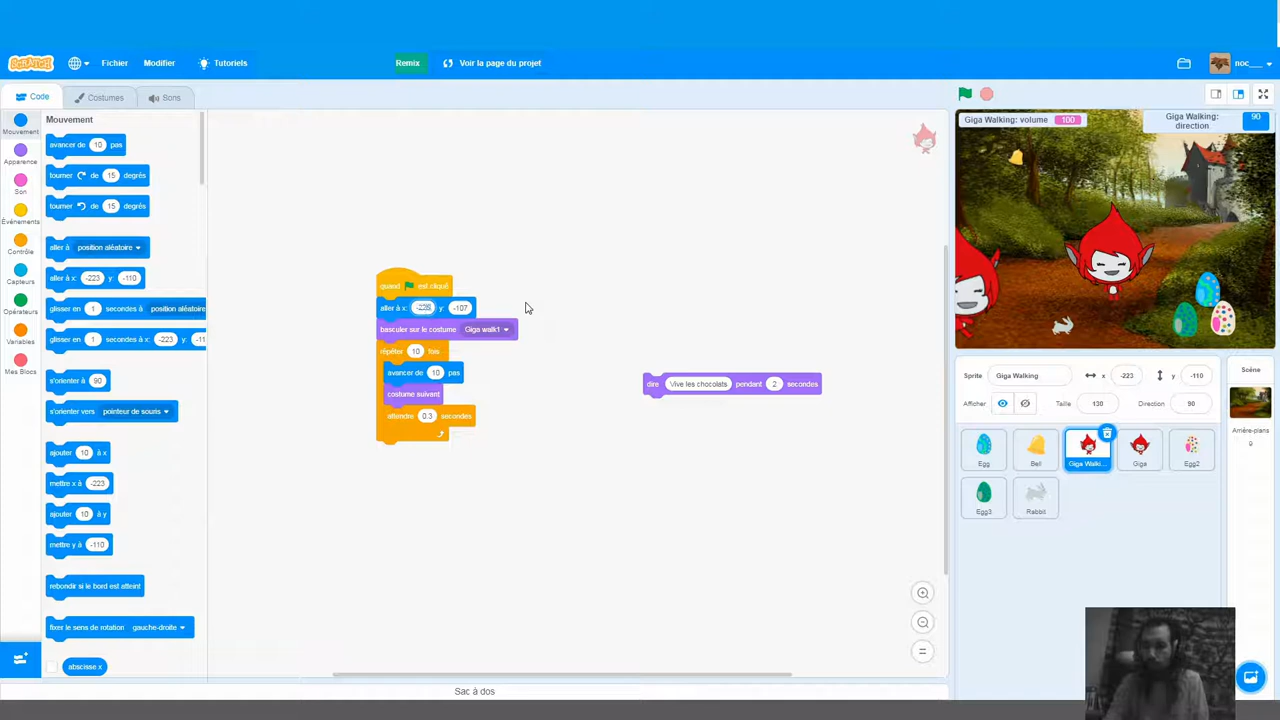 SCRATCH
Fichier
Modifier
Tutoriels
Remix
Voir la page du projet
noc___
Code
Costumes
Sons
Mouvement
Apparence
Son
Événements
Contrôle
Capteurs
Opérateurs
Variables
Mes Blocs
Mouvement
avancer de 10 pas
tourner de 15 degrés
tourner de 15 degrés
aller à position aléatoire
aller à x: -223 y: -110
glisser en 1 secondes à position aléatoire
glisser en 1 secondes à x: -223 y: -11
s'orienter à 90
s'orienter vers pointeur de souris
ajouter 10 à x
mettre x à -223
ajouter 10 à y
mettre y à -110
rebondir si le bord est atteint
fixer le sens de rotation gauche-droite
abscisse x
quand est cliqué
aller à x: y: -107
basculer sur le costume Giga walk1
répéter 10 fois
avancer de 10 pas
costume suivant
attendre 0.3 secondes
dire Vive les chocolats pendant 2 secondes
Sac à dos
Giga Walking: volume 100
Giga Walking: direction 90
Sprite Giga Walking x -223 y -110
Afficher Taille 130 Direction 90
Egg
Bell
Giga Walki...
Giga
Egg2
Egg3
Rabbit
Scène
Arrière-plans